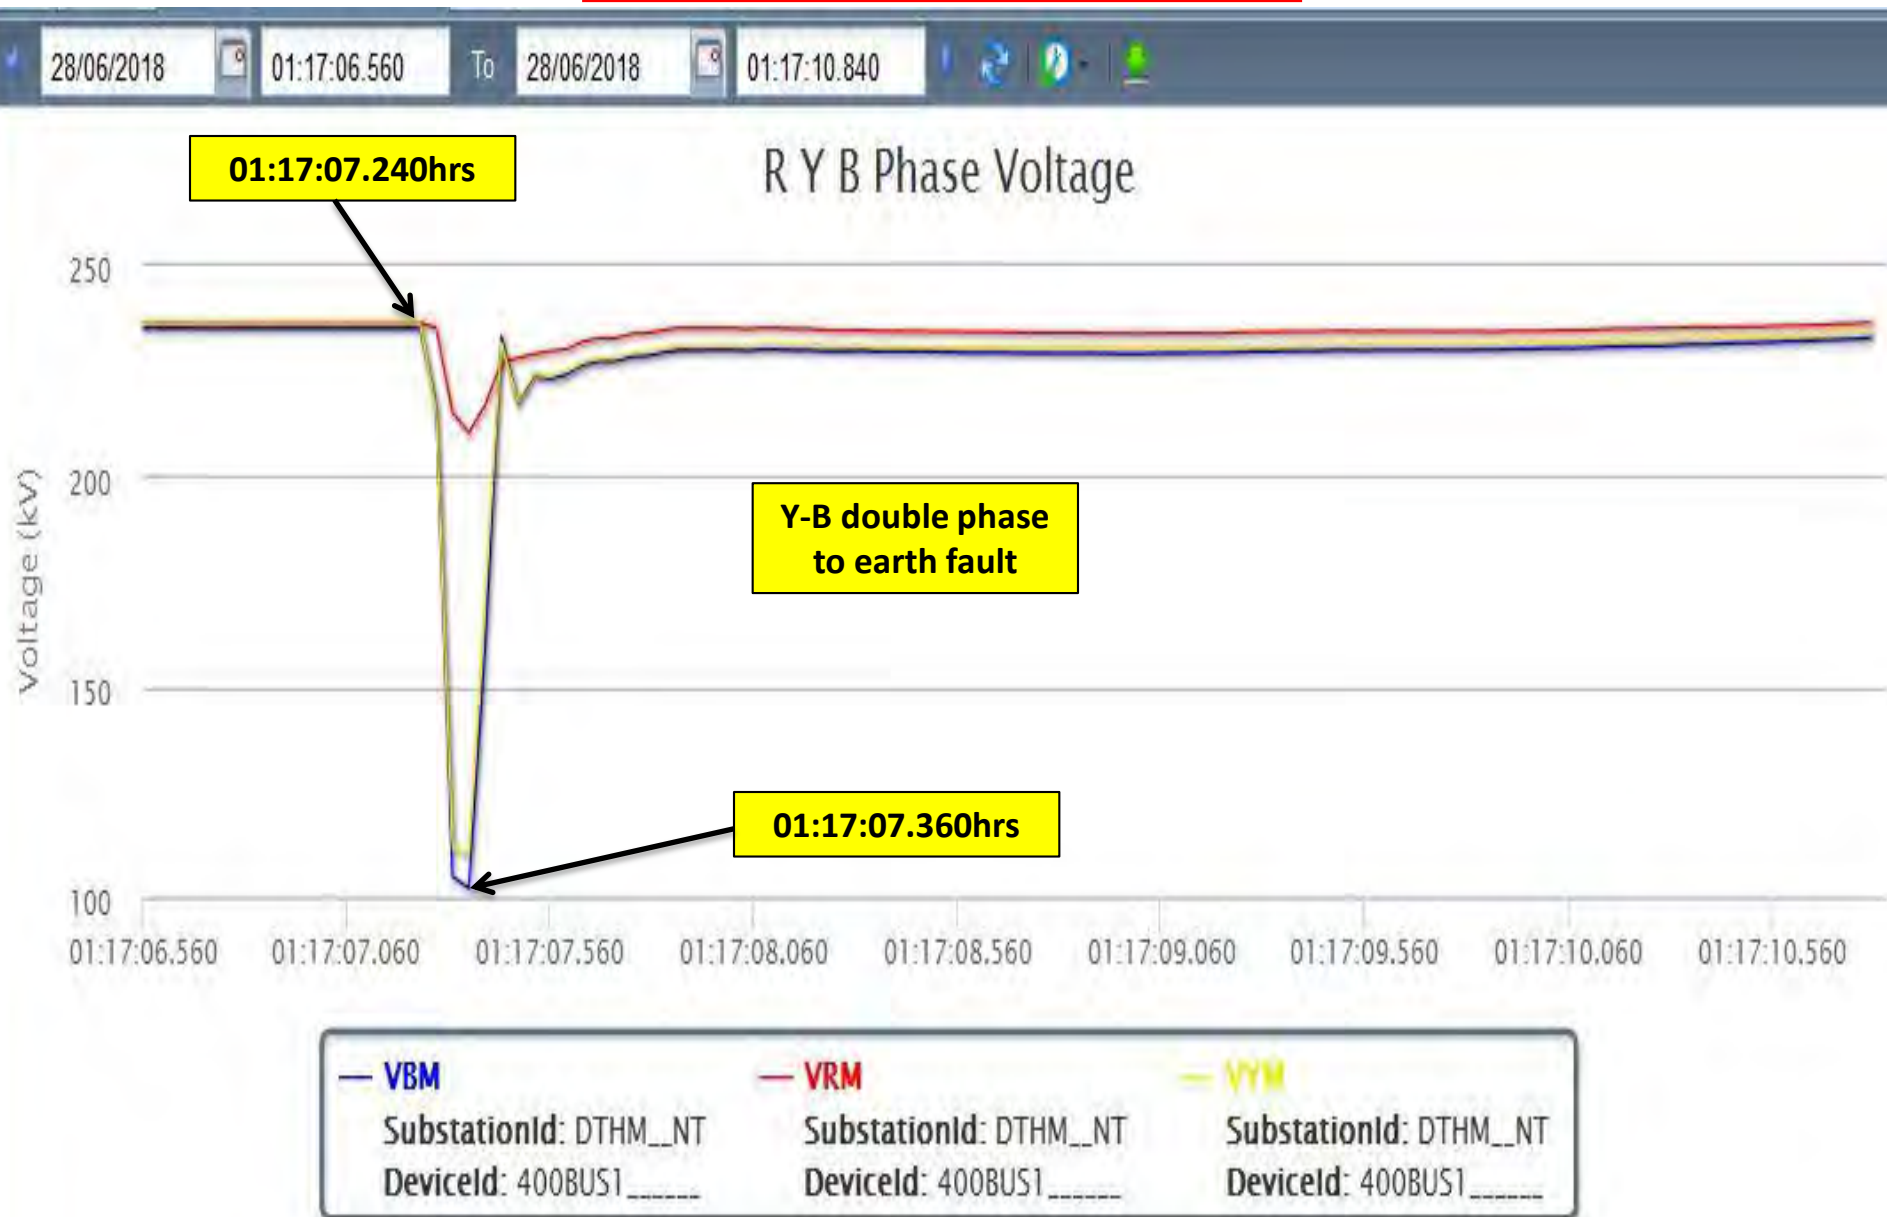 28/06/2018 01:17:06.560 To 28/06/2018 01:17:10.840
01:17:07.240hrs
R Y B Phase Voltage
250
200
150
100
Voltage (kV)
Y-B double phase
to earth fault
01:17:07.360hrs
01:17:06.560 01:17:07.060 01:17:07.560 01:17:08.060 01:17:08.560 01:17:09.060 01:17:09.560 01:17:10.060 01:17:10.560
VBM VRM VYM
SubstationId: DTHM__NT SubstationId: DTHM__NT SubstationId: DTHM__NT
DeviceId: 400BUS1______ DeviceId: 400BUS1______ DeviceId: 400BUS1______